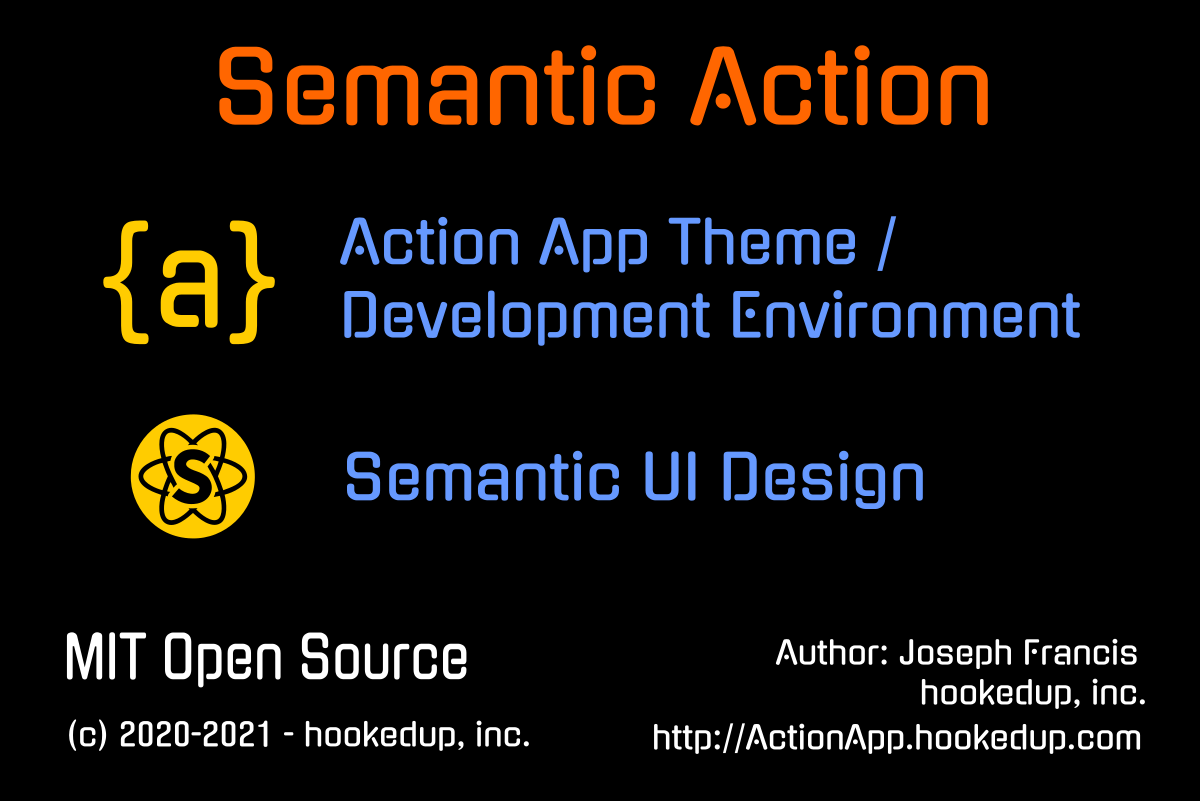 Semantic Action
{a}
Action App Theme /
Development Environment
S
Semantic UI Design
MIT Open Source
(c) 2020-2021 - hookedup, inc.
Author: Joseph Francis
hookedup, inc.
http://ActionApp.hookedup.com